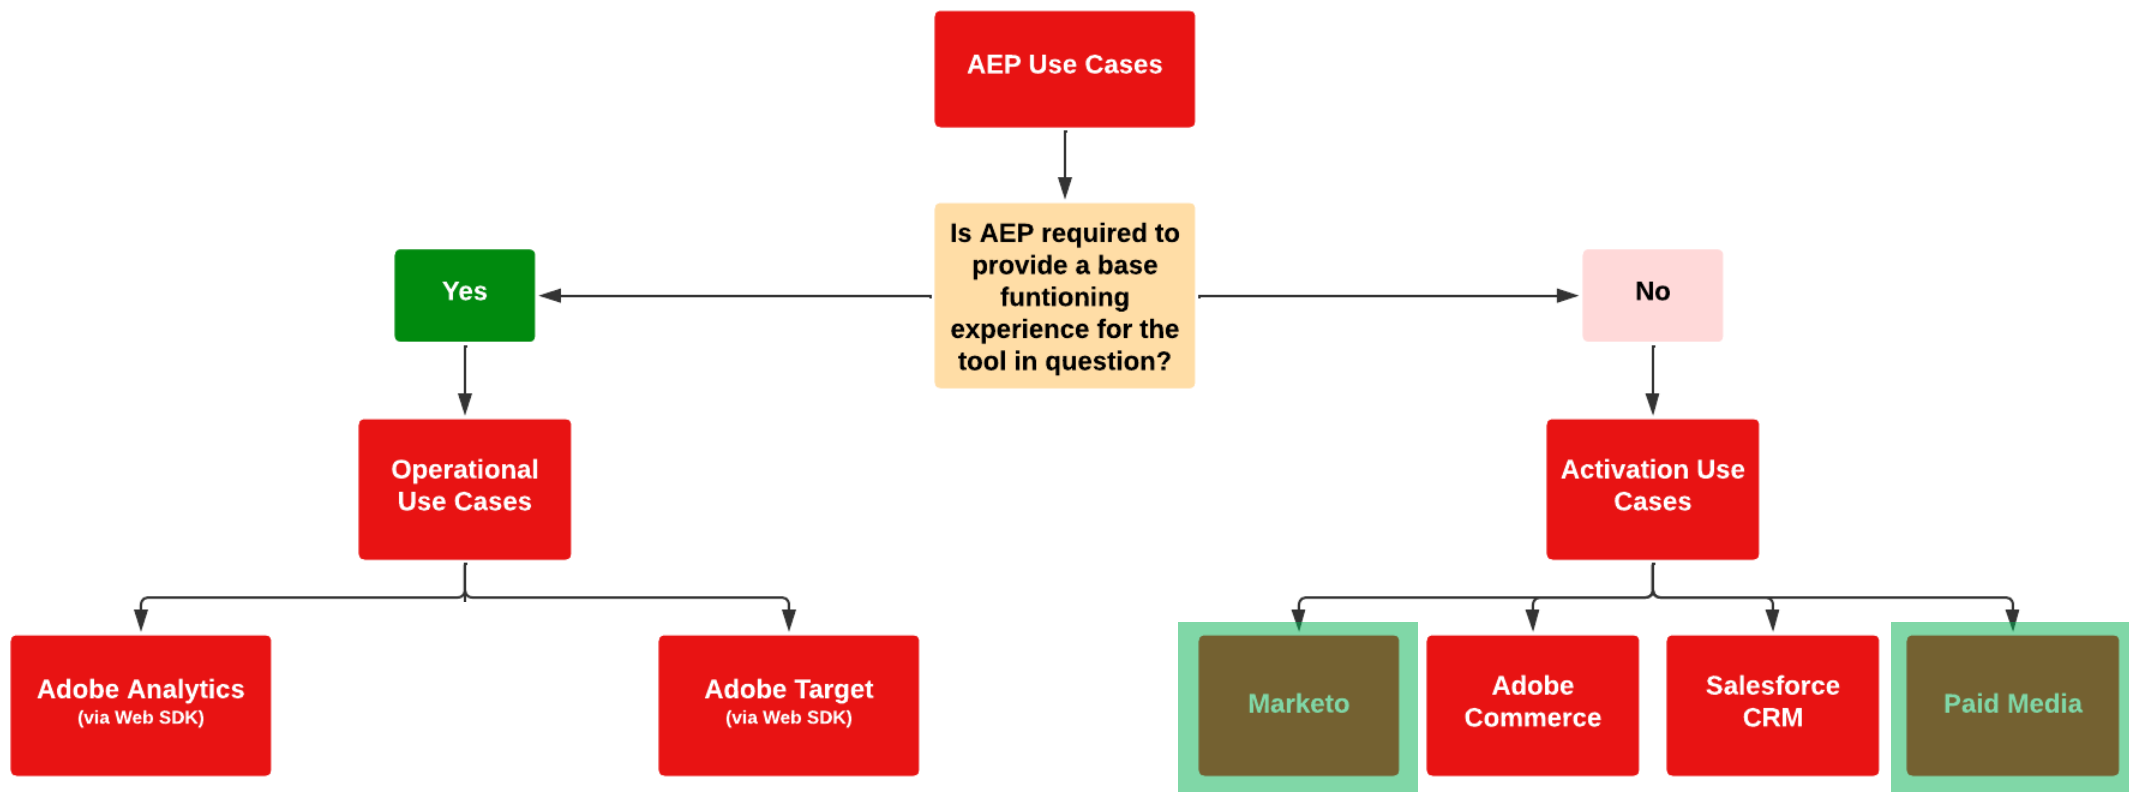 AEP Use Cases
Is AEP required to
provide a base
funtioning
experience for the
tool in question?
Yes
No
Operational
Use Cases
Activation Use
Cases
Adobe Analytics
(via Web SDK)
Adobe Target
(via Web SDK)
Marketo
Adobe
Commerce
Salesforce
CRM
Paid Media